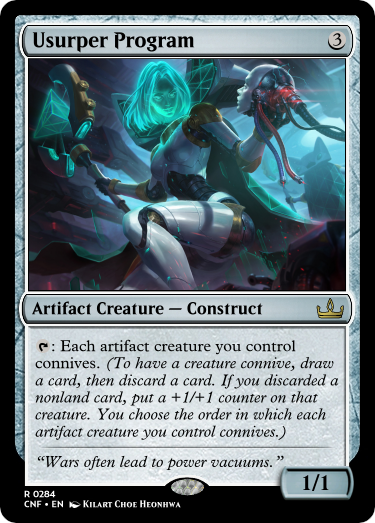 Usurper Program 3
Artifact Creature — Construct
: Each artifact creature you control
connives. (To have a creature connive, draw
a card, then discard a card. If you discarded a
nonland card, put a +1/+1 counter on that
creature. You choose the order in which each
artifact creature you control connives.)
“Wars often lead to power vacuums.”
1/1
R 0284
CNF • EN Kilart Choe Heonhwa